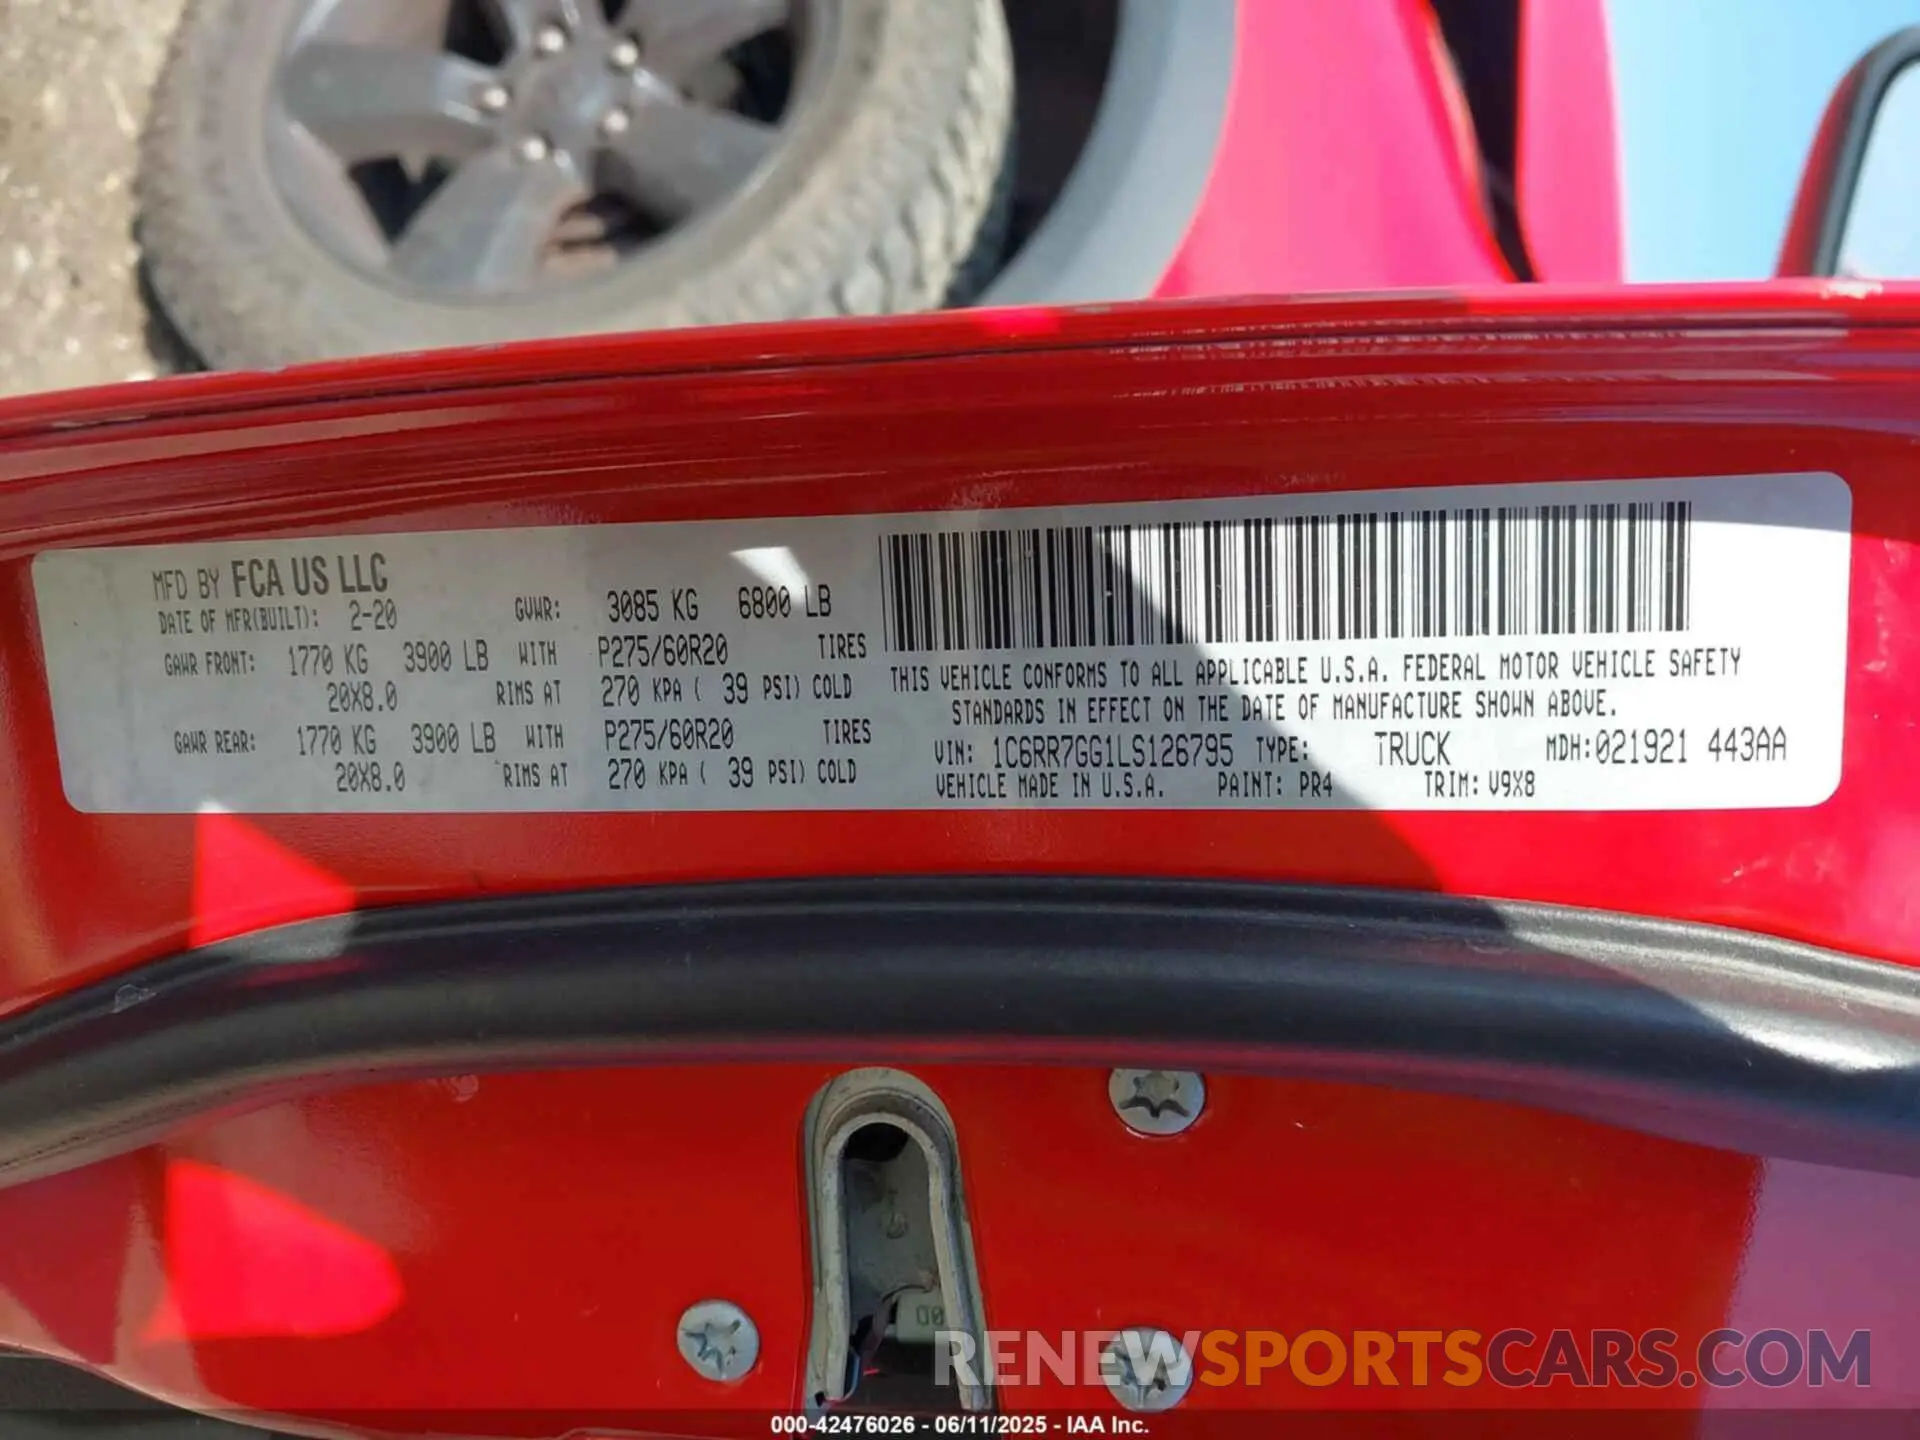 MFD BY FCA US LLC
DATE OF MFR(BUILT): 2-20 GVWR: 3085 KG 6800 LB
GAWR FRONT: 1770 KG 3900 LB WITH P275/60R20 TIRES
20X8.0 RIMS AT 270 KPA ( 39 PSI) COLD
GAWR REAR: 1770 KG 3900 LB WITH P275/60R20 TIRES
20X8.0 RIMS AT 270 KPA ( 39 PSI) COLD
THIS VEHICLE CONFORMS TO ALL APPLICABLE U.S.A. FEDERAL MOTOR VEHICLE SAFETY
STANDARDS IN EFFECT ON THE DATE OF MANUFACTURE SHOWN ABOVE.
VIN: 1C6RR7GG1LS126795 TYPE: TRUCK MDH:021921 443AA
VEHICLE MADE IN U.S.A. PAINT: PR4 TRIM: V9X8
RENEWSPORTSCARS.COM
000-42476026 - 06/11/2025 - IAA Inc.